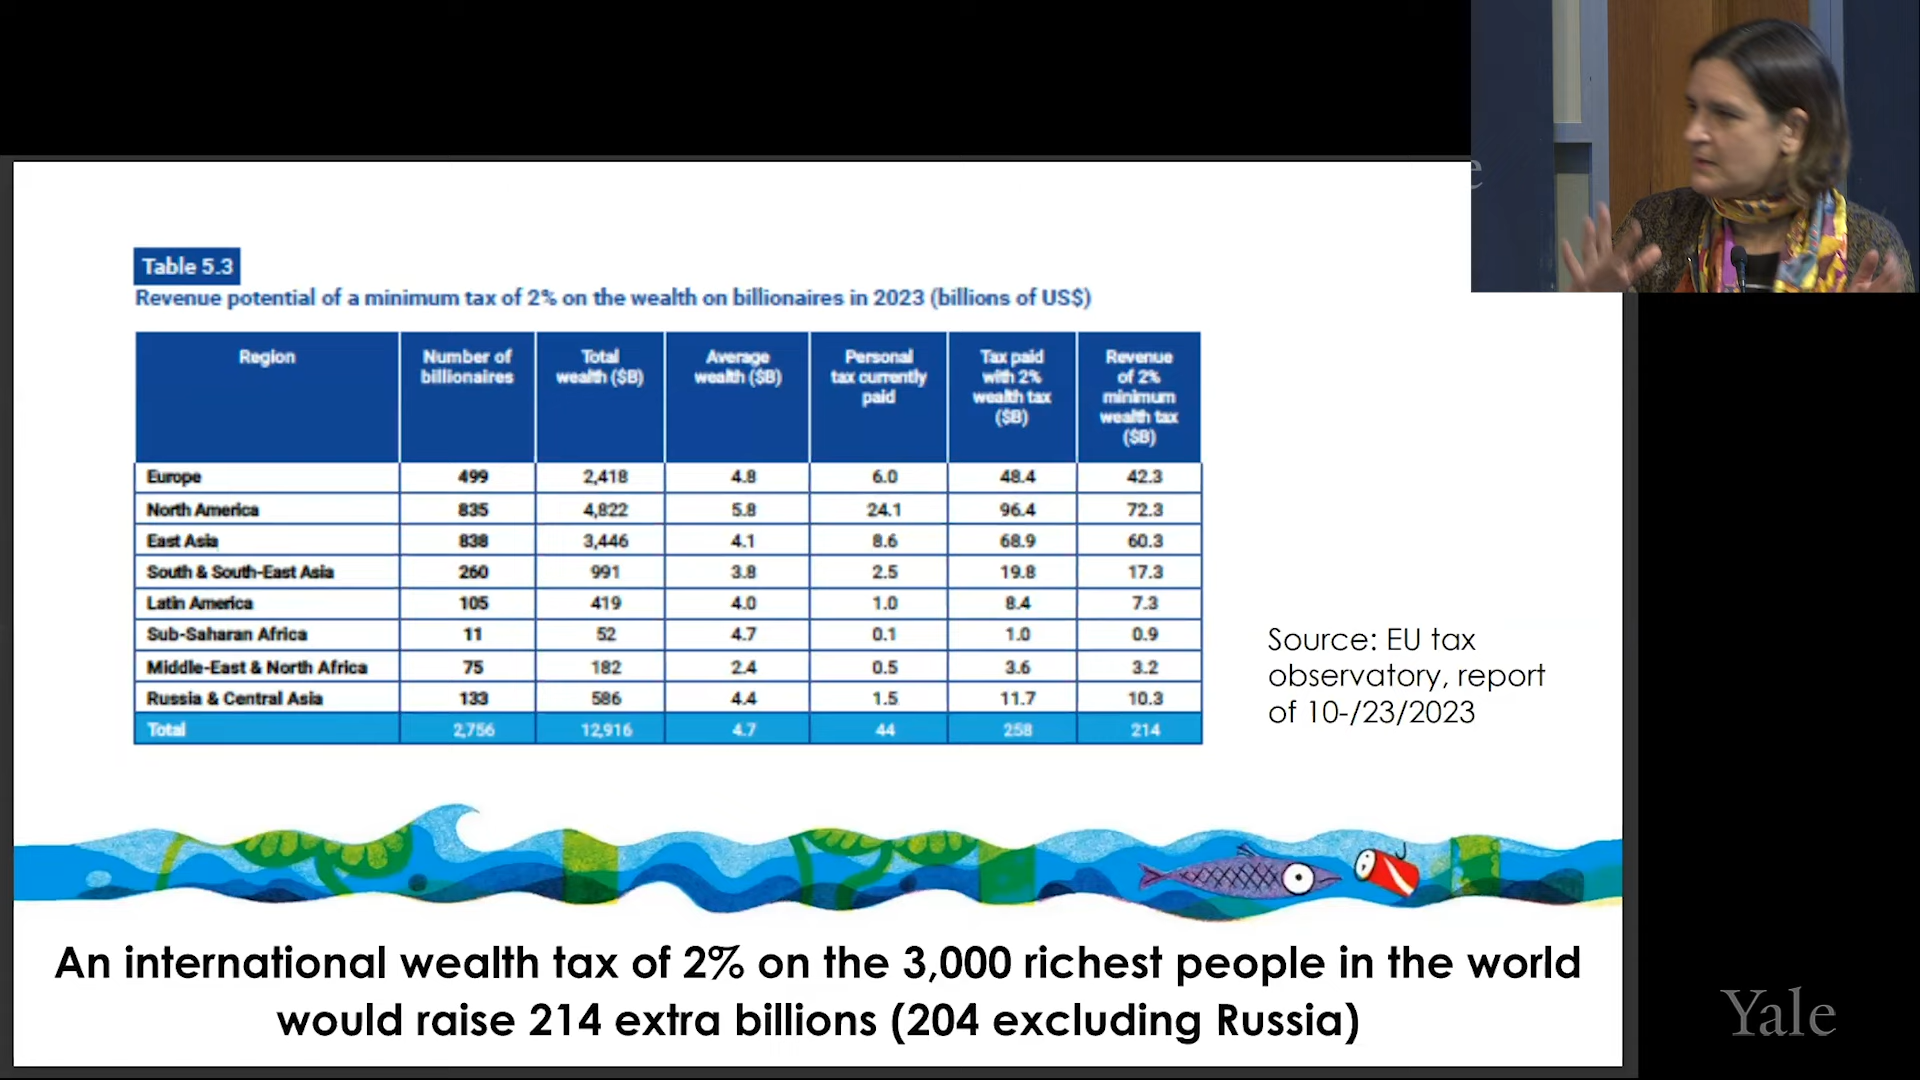 Table 5.3
Revenue potential of a minimum tax of 2% on the wealth on billionaires in 2023 (billions of US$)
Region Number of billionaires Total wealth ($B) Average wealth ($B) Personal tax currently paid Tax paid with 2% wealth tax ($B) Revenue of 2% minimum wealth tax ($B)
Europe 499 2,418 4.8 6.0 48.4 42.3
North America 835 4,822 5.8 24.1 96.4 72.3
East Asia 838 3,446 4.1 8.6 68.9 60.3
South & South-East Asia 260 991 3.8 2.5 19.8 17.3
Latin America 105 419 4.0 1.0 8.4 7.3
Sub-Saharan Africa 11 52 4.7 0.1 1.0 0.9
Middle-East & North Africa 75 182 2.4 0.5 3.6 3.2
Russia & Central Asia 133 586 4.4 1.5 11.7 10.3
Total 2,756 12,916 4.7 44 258 214
Source: EU tax
observatory, report
of 10-/23/2023
An international wealth tax of 2% on the 3,000 richest people in the world
would raise 214 extra billions (204 excluding Russia)
Yale